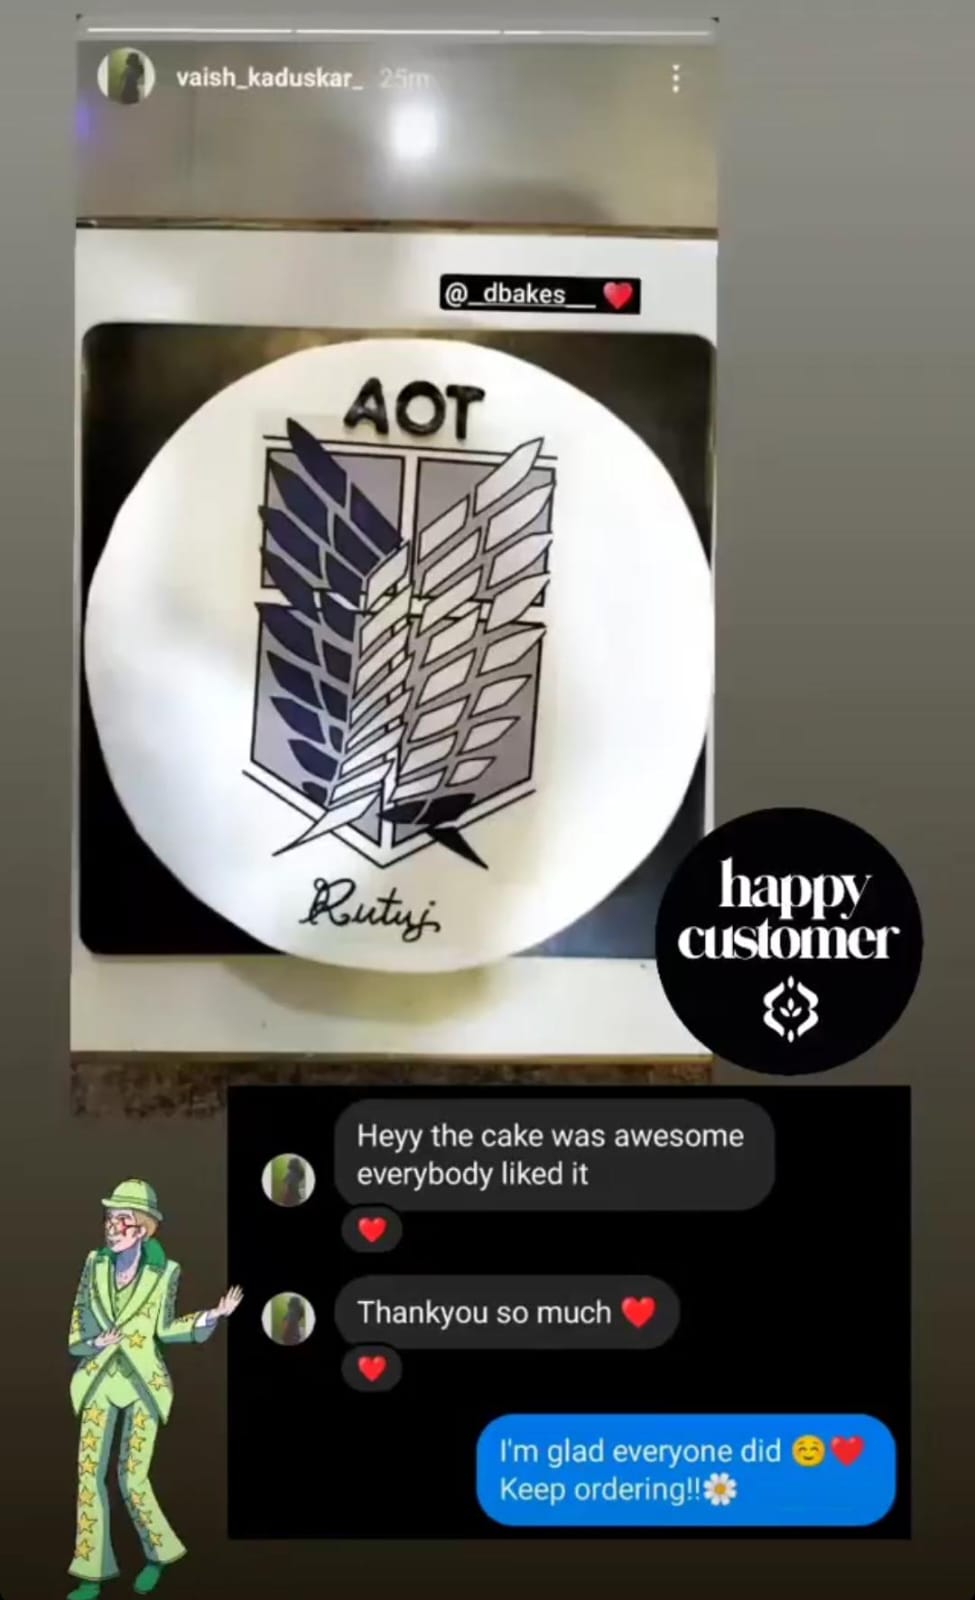 vaish_kaduskar_ 25m
@_dbakes__ ❤️
AOT
Rutuj
happy
customer
Heyy the cake was awesome
everybody liked it
❤️
Thankyou so much ❤️
❤️
I'm glad everyone did ☺️❤️
Keep ordering!!🌼